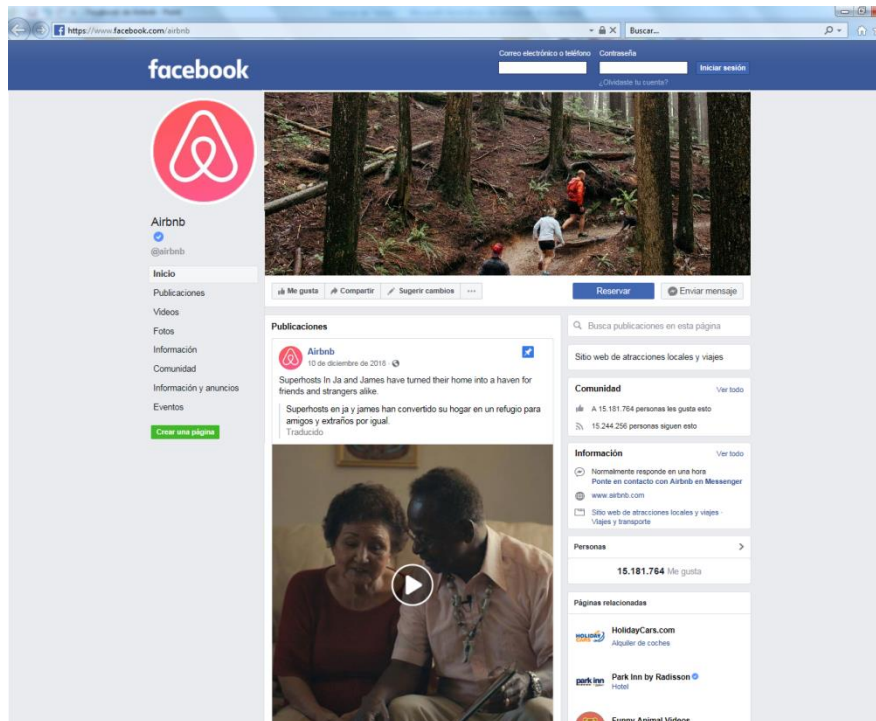 https://www.facebook.com/airbnb
Buscar...
facebook
Correo electrónico o teléfono
Contraseña
Iniciar sesión
¿Olvidaste tu cuenta?
Airbnb
@airbnb
Inicio
Publicaciones
Videos
Fotos
Información
Comunidad
Información y anuncios
Eventos
Crear una página
Me gusta
Compartir
Sugerir cambios
Reservar
Enviar mensaje
Publicaciones
Airbnb
10 de diciembre de 2018
Superhosts In Ja and James have turned their home into a haven for
friends and strangers alike.
Superhosts en ja y james han convertido su hogar en un refugio para
amigos y extraños por igual.
Traducido
Busca publicaciones en esta página
Sitio web de atracciones locales y viajes
Comunidad
Ver todo
A 15.181.764 personas les gusta esto
15.244.256 personas siguen esto
Información
Ver todo
Normalmente responde en una hora
Ponte en contacto con Airbnb en Messenger
www.airbnb.com
Sitio web de atracciones locales y viajes ·
Viajes y transporte
Personas
15.181.764 Me gusta
Páginas relacionadas
HOLIDAY CARS
HolidayCars.com
Alquiler de coches
park inn
Park Inn by Radisson
Hotel
Funny Animal Videos